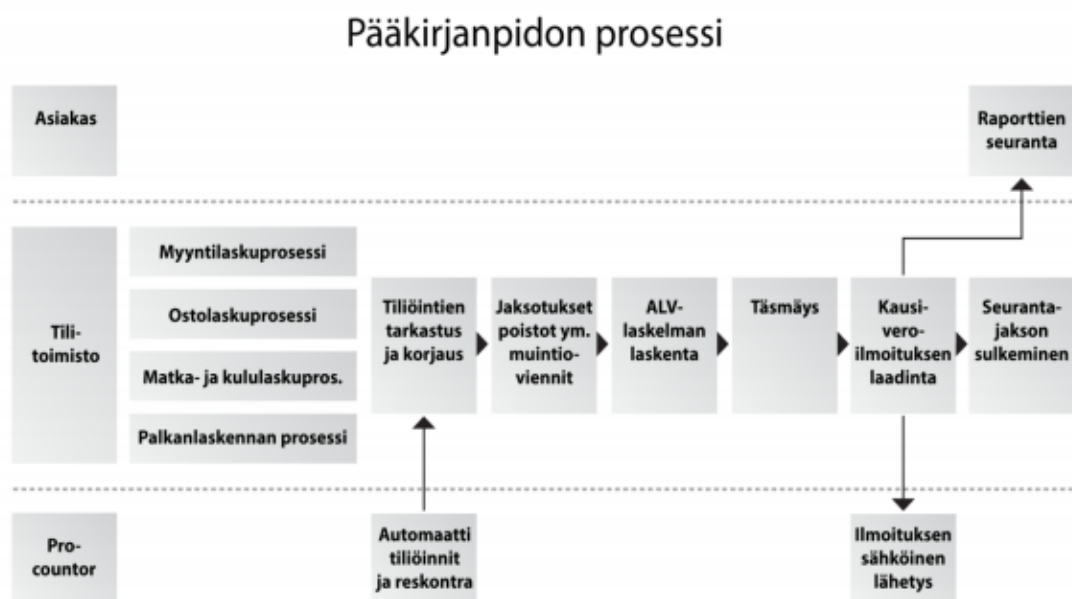 Pääkirjanpidon prosessi
Asiakas
Raporttien
seuranta
Tili-
toimisto
Myyntilaskuprosessi
Ostolaskuprosessi
Matka- ja kululaskupros.
Palkanlaskennan prosessi
Tiliöintien
tarkastus
ja korjaus
Jaksotukset
poistot ym.
muintio-
viennit
ALV-
laskelman
laskenta
Täsmäys
Kausi-
vero-
ilmoituksen
laadinta
Seuranta-
jakson
sulkeminen
Pro-
countor
Automaatti
tiliöinnit
ja reskontra
Ilmoituksen
sähköinen
lähetys